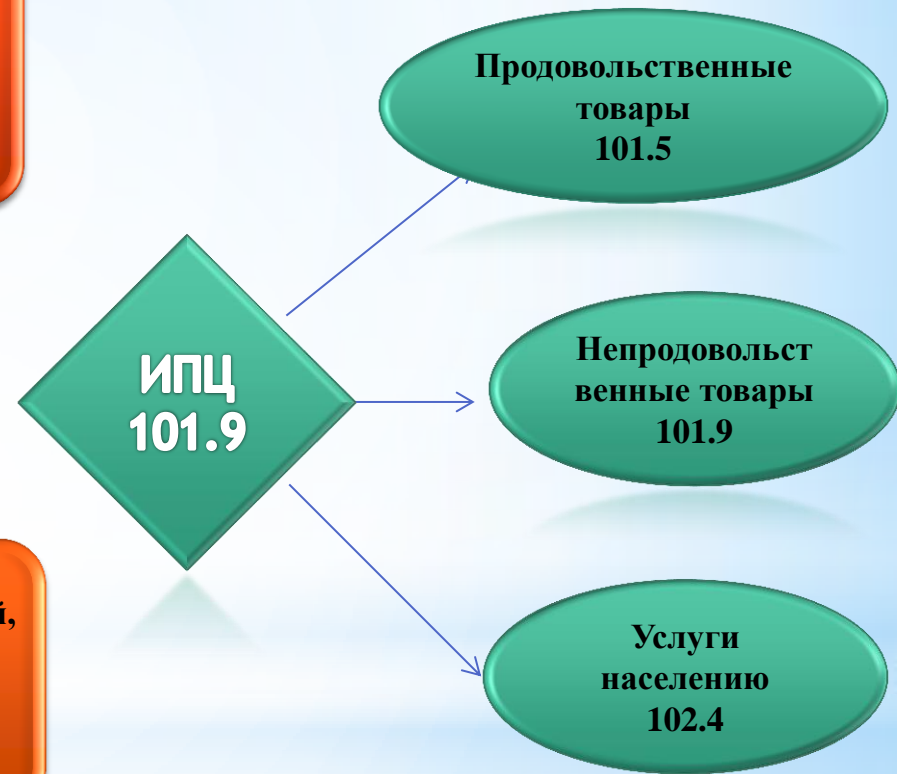 Продовольственные
товары
101.5
ИПЦ
101.9
Непродовольст
венные товары
101.9
й,
Услуги
населению
102.4